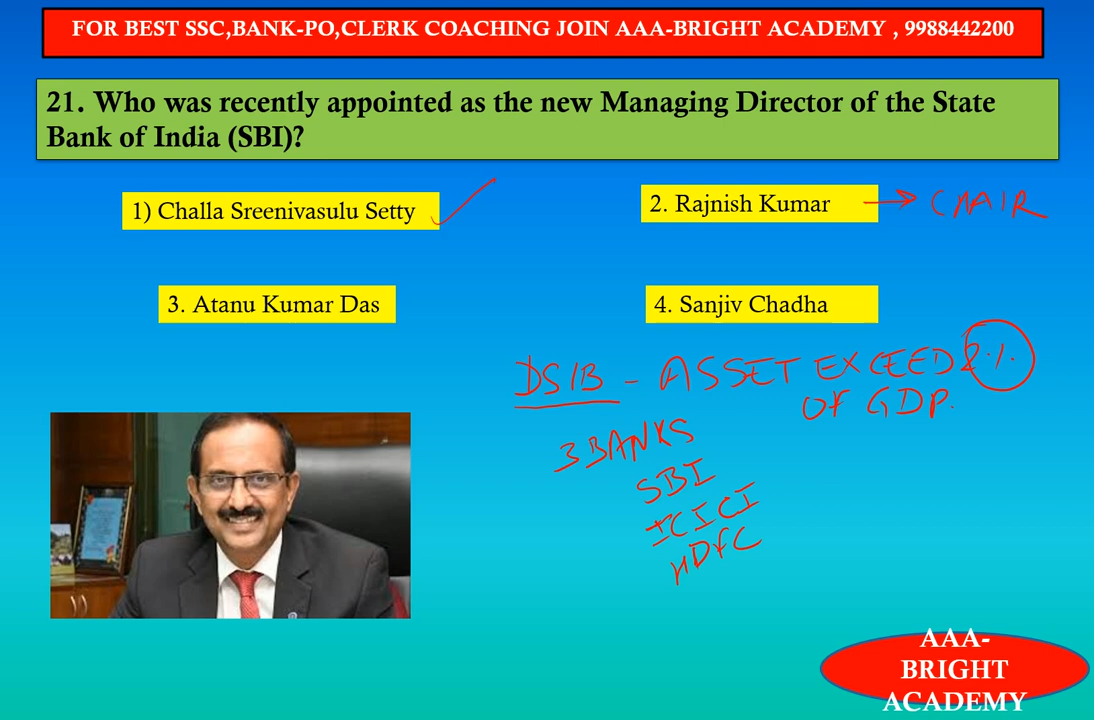 FOR BEST SSC,BANK-PO,CLERK COACHING JOIN AAA-BRIGHT ACADEMY , 9988442200
21. Who was recently appointed as the new Managing Director of the State
Bank of India (SBI)?
1) Challa Sreenivasulu Setty
2. Rajnish Kumar → CHAIR
3. Atanu Kumar Das
4. Sanjiv Chadha
DSIB - ASSET EXCEED 2%
OF GDP.
3 BANKS
SBI
ICICI
HDFC
AAA-
BRIGHT
ACADEMY